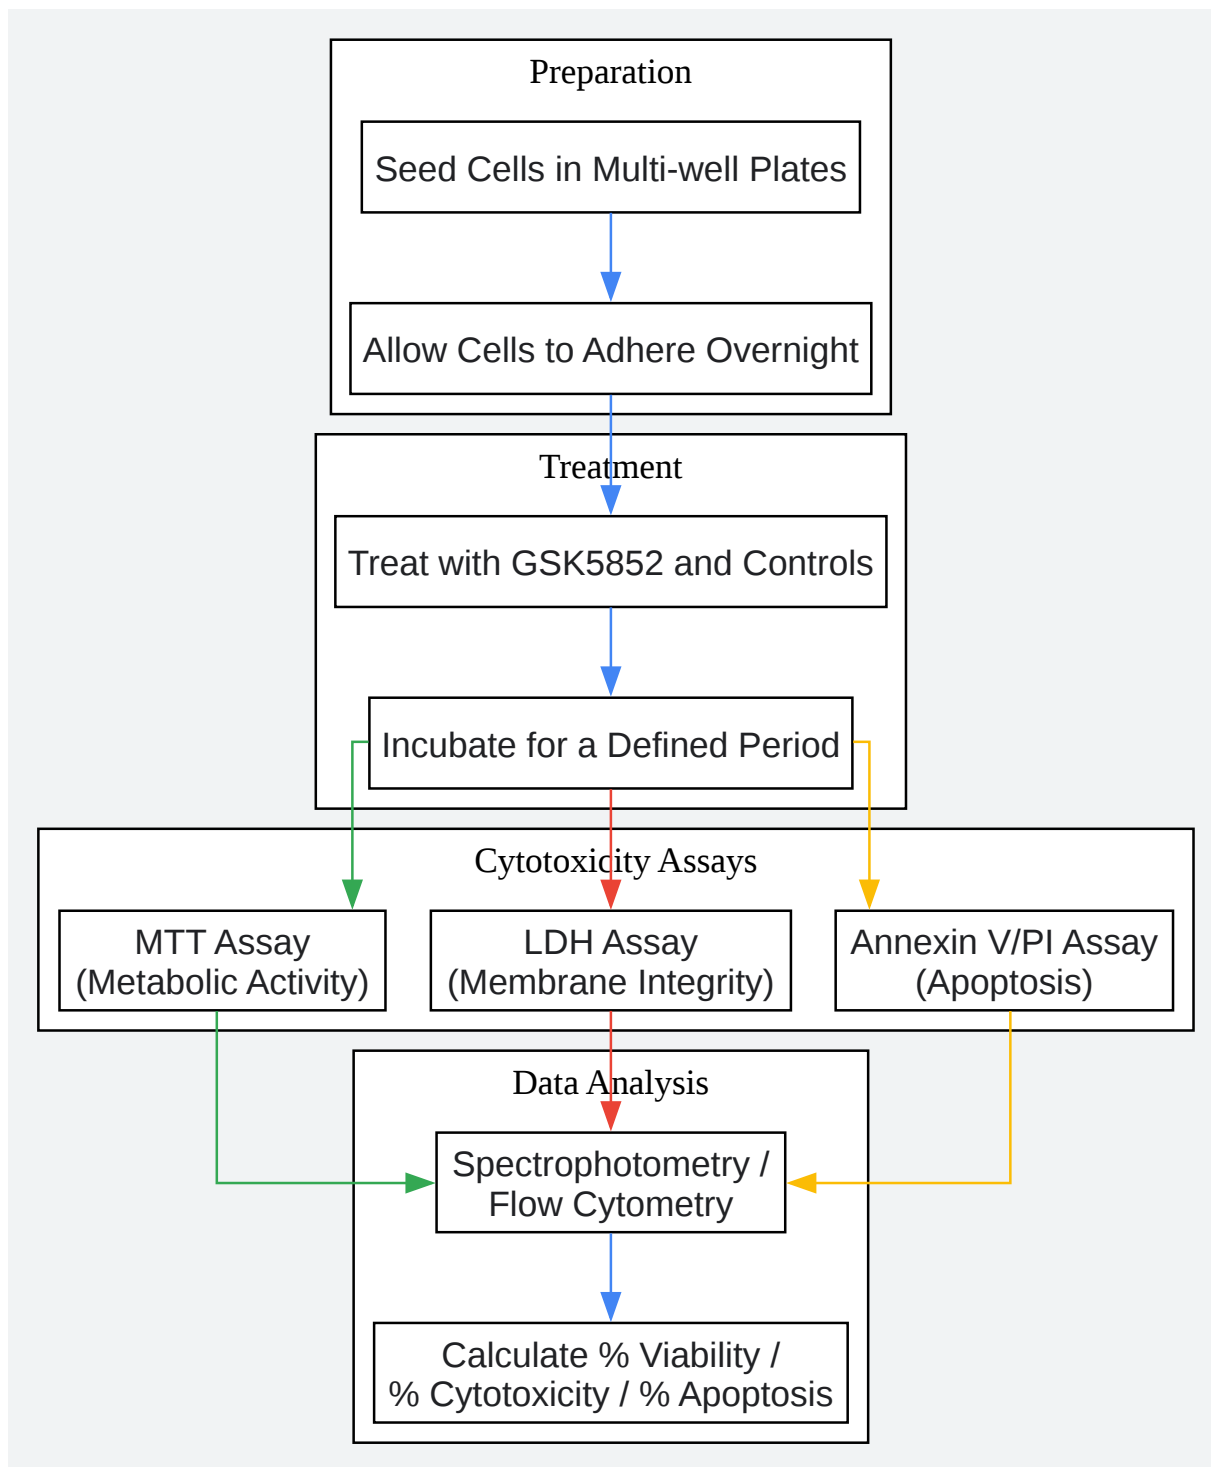 Preparation
Seed Cells in Multi-well Plates
Allow Cells to Adhere Overnight
Treatment
Treat with GSK5852 and Controls
Incubate for a Defined Period
Cytotoxicity Assays
MTT Assay
(Metabolic Activity)
LDH Assay
(Membrane Integrity)
Annexin V/PI Assay
(Apoptosis)
Data Analysis
Spectrophotometry /
Flow Cytometry
Calculate % Viability /
% Cytotoxicity / % Apoptosis